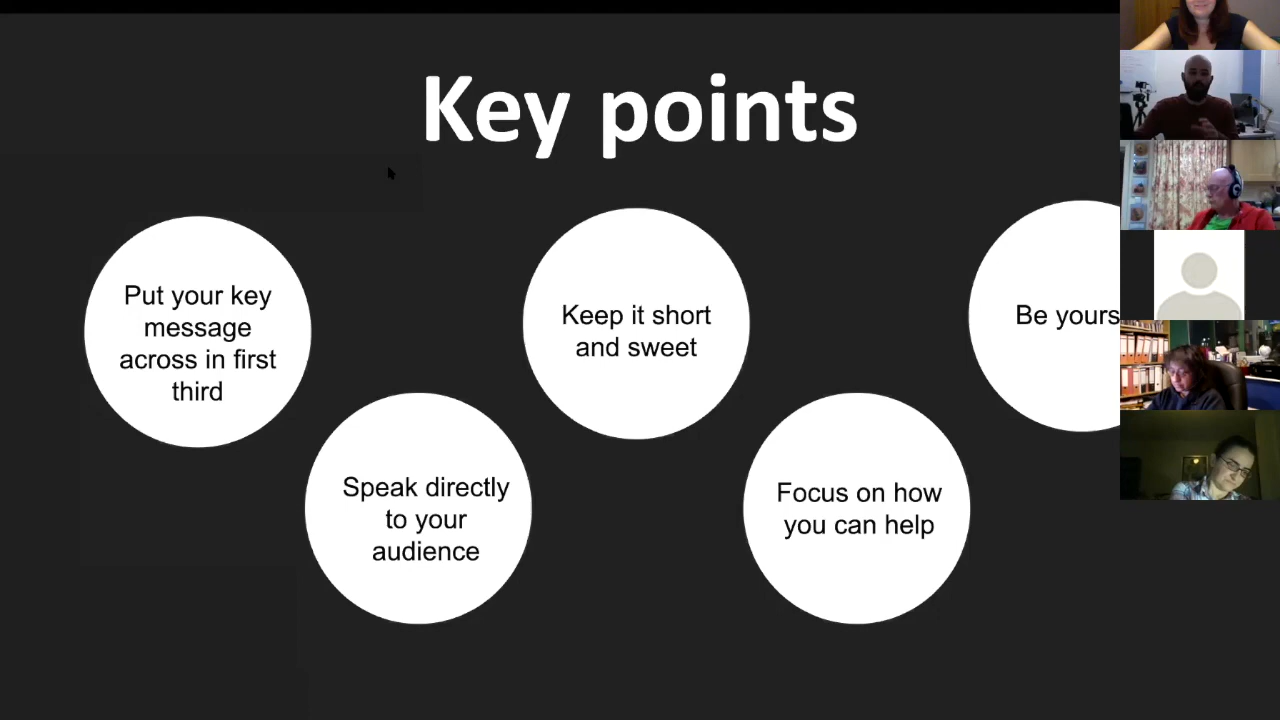 Key points
Put your key
message
across in first
third
Speak directly
to your
audience
Keep it short
and sweet
Focus on how
you can help
Be yours